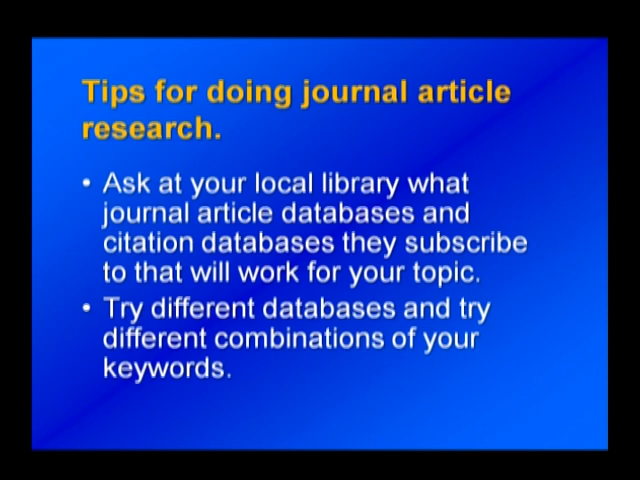 Tips for doing journal article
research.
• Ask at your local library what
journal article databases and
citation databases they subscribe
to that will work for your topic.
• Try different databases and try
different combinations of your
keywords.